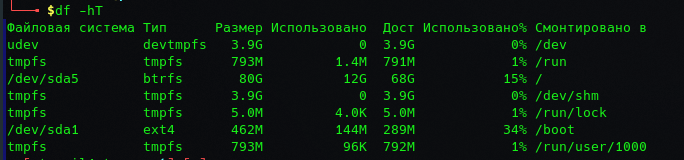 $df -hT
Файловая система Тип Размер Использовано Дост Использовано% Смонтировано в
udev devtmpfs 3.9G 0 3.9G 0% /dev
tmpfs tmpfs 793M 1.4M 791M 1% /run
/dev/sda5 btrfs 80G 12G 68G 15% /
tmpfs tmpfs 3.9G 0 3.9G 0% /dev/shm
tmpfs tmpfs 5.0M 4.0K 5.0M 1% /run/lock
/dev/sda1 ext4 462M 144M 289M 34% /boot
tmpfs tmpfs 793M 96K 792M 1% /run/user/1000